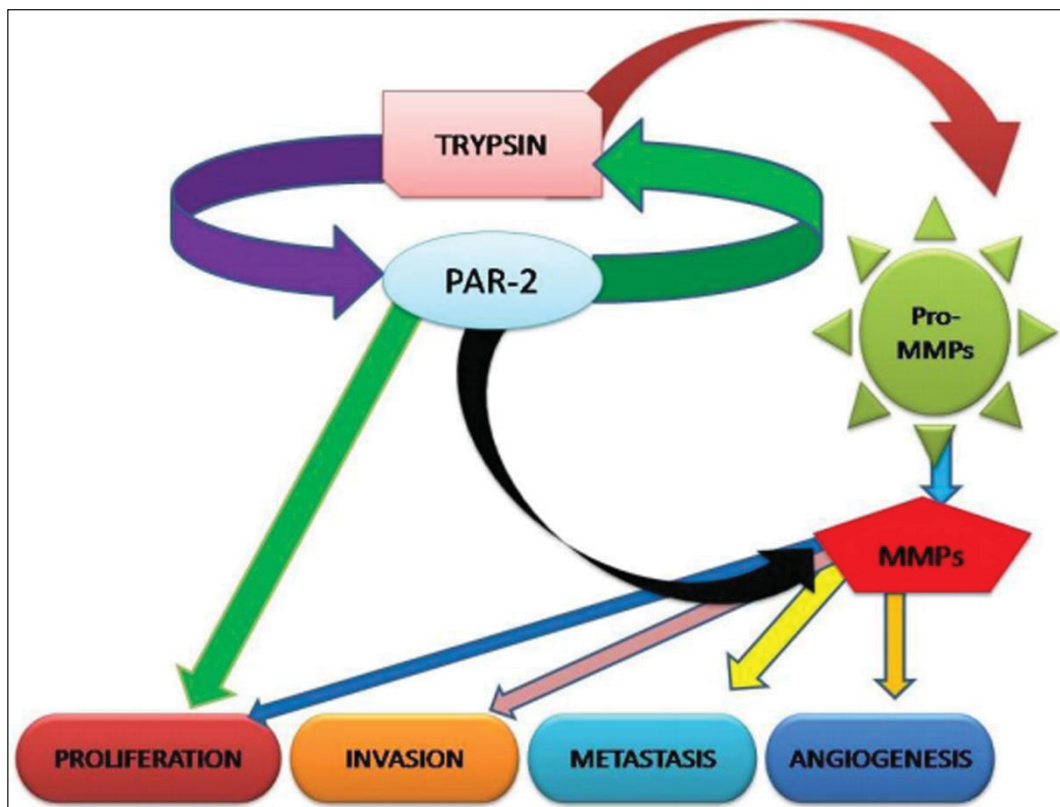 TRYPSIN
PAR-2
Pro-
MMPs
MMPs
PROLIFERATION
INVASION
METASTASIS
ANGIOGENESIS